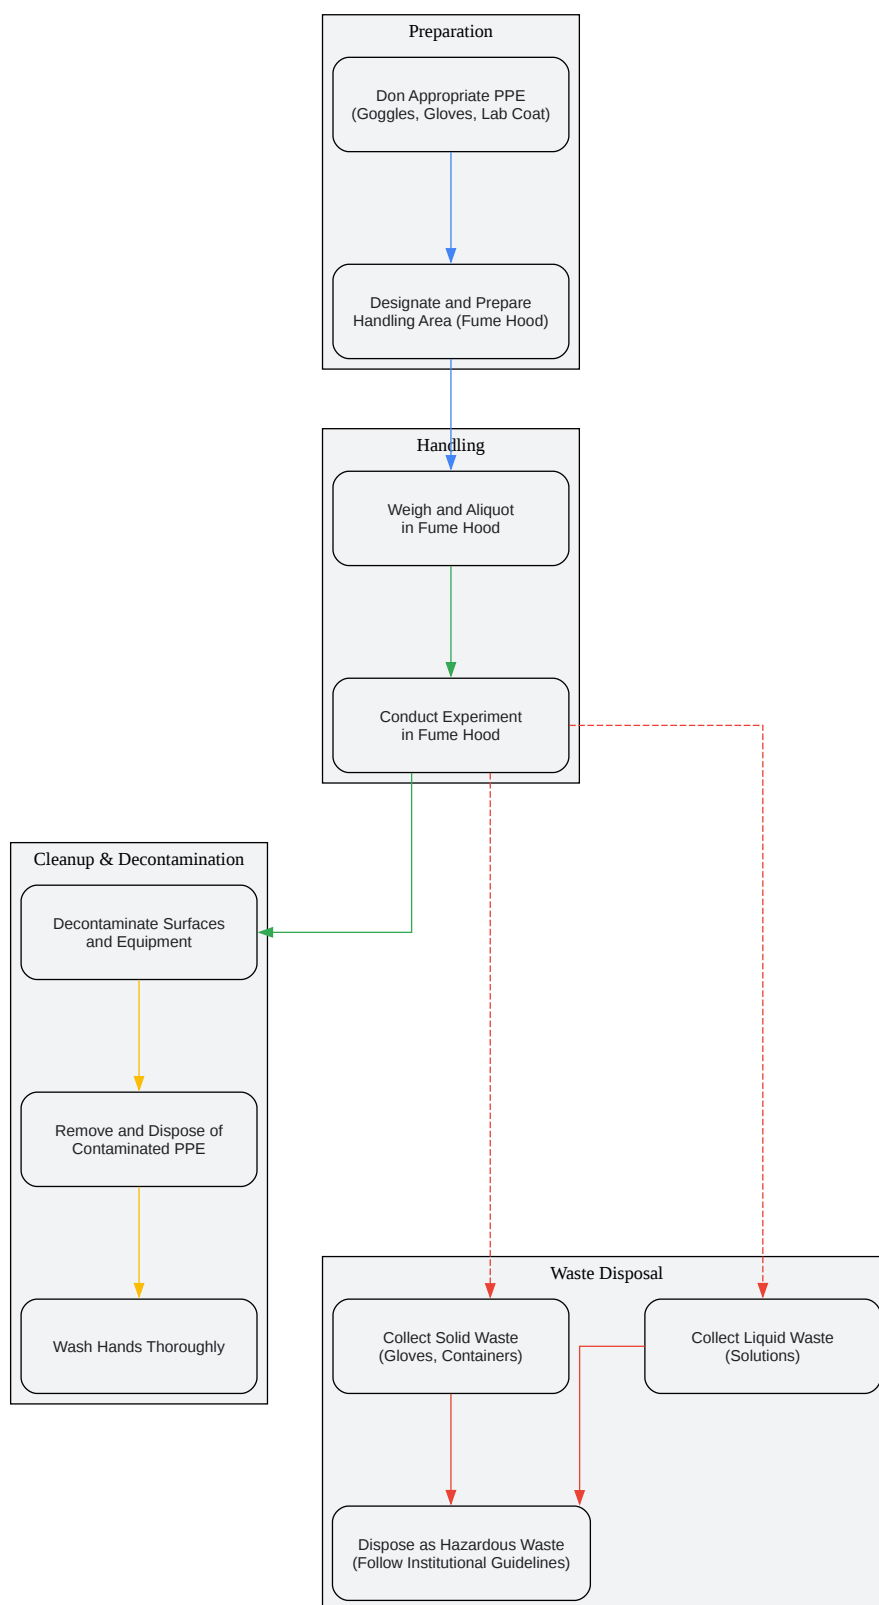 Preparation
Don Appropriate PPE
(Goggles, Gloves, Lab Coat)
Designate and Prepare
Handling Area (Fume Hood)
Handling
Weigh and Aliquot
in Fume Hood
Conduct Experiment
in Fume Hood
Cleanup & Decontamination
Decontaminate Surfaces
and Equipment
Remove and Dispose of
Contaminated PPE
Wash Hands Thoroughly
Waste Disposal
Collect Solid Waste
(Gloves, Containers)
Collect Liquid Waste
(Solutions)
Dispose as Hazardous Waste
(Follow Institutional Guidelines)